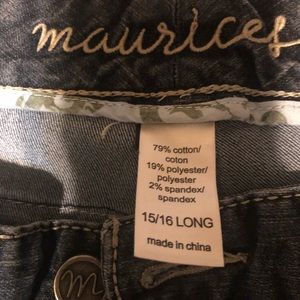 maurices
79% cotton/
coton
19% polyester/
polyester
2% spandex/
spandex
15/16 LONG
made in china
m